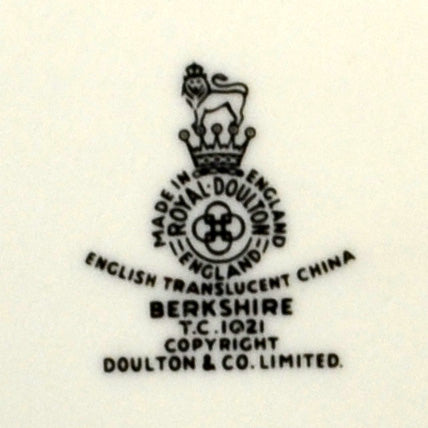 MADE IN ENGLAND
ROYAL·DOULTON
ENGLAND
ENGLISH TRANSLUCENT CHINA
BERKSHIRE
T.C.1021
COPYRIGHT
DOULTON & CO. LIMITED.